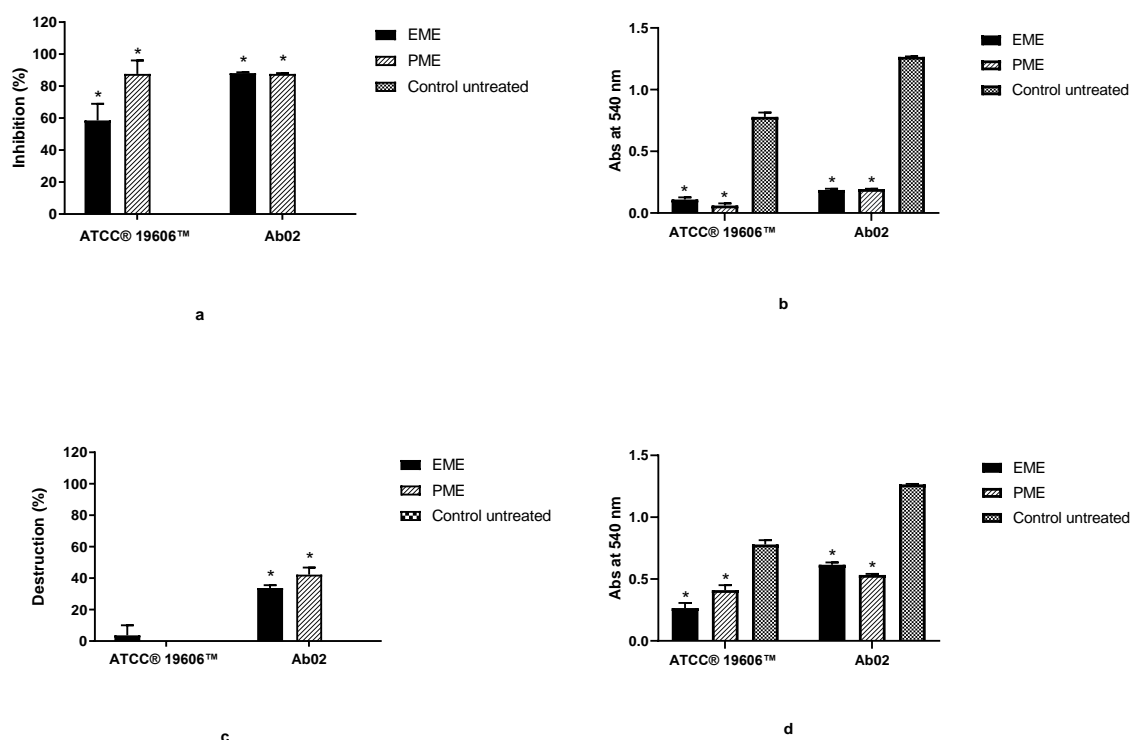 120
100
80
60
40
20
0
Inhibition (%)
* * * *
ATCC® 19606™ Ab02
EME
PME
Control untreated
a
1.5
1.0
0.5
0.0
Abs at 540 nm
* * * *
ATCC® 19606™ Ab02
EME
PME
Control untreated
b
120
100
80
60
40
20
0
Destruction (%)
* *
ATCC® 19606™ Ab02
EME
PME
Control untreated
c
1.5
1.0
0.5
0.0
Abs at 540 nm
* * * *
ATCC® 19606™ Ab02
EME
PME
Control untreated
d